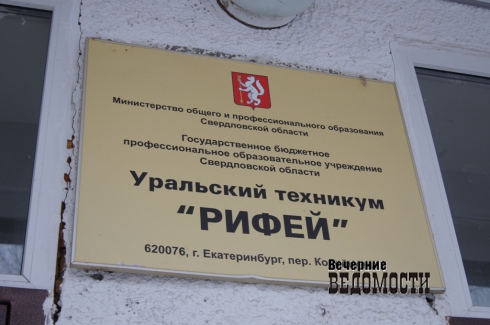 Министерство общего и профессионального образования
Свердловской области
Государственное бюджетное
профессиональное образовательное учреждение
Свердловской области
Уральский техникум
"РИФЕЙ"
620076, г. Екатеринбург, пер.
Вечерние
ВЕДОМОСТИ